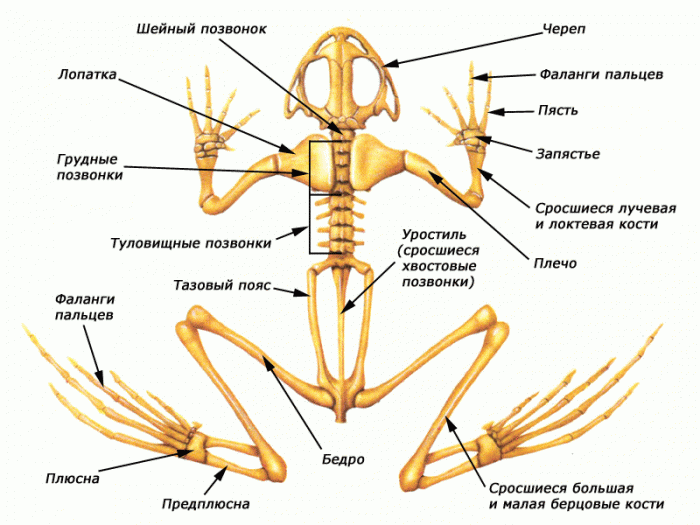 Шейный позвонок
Череп
Лопатка
Фаланги пальцев
Пясть
Грудные
позвонки
Запястье
Сросшиеся лучевая
и локтевая кости
Туловищные позвонки
Уростиль
(сросшиеся
хвостовые
позвонки)
Плечо
Тазовый пояс
Фаланги
пальцев
Бедро
Плюсна
Предплюсна
Сросшиеся большая
и малая берцовые кости